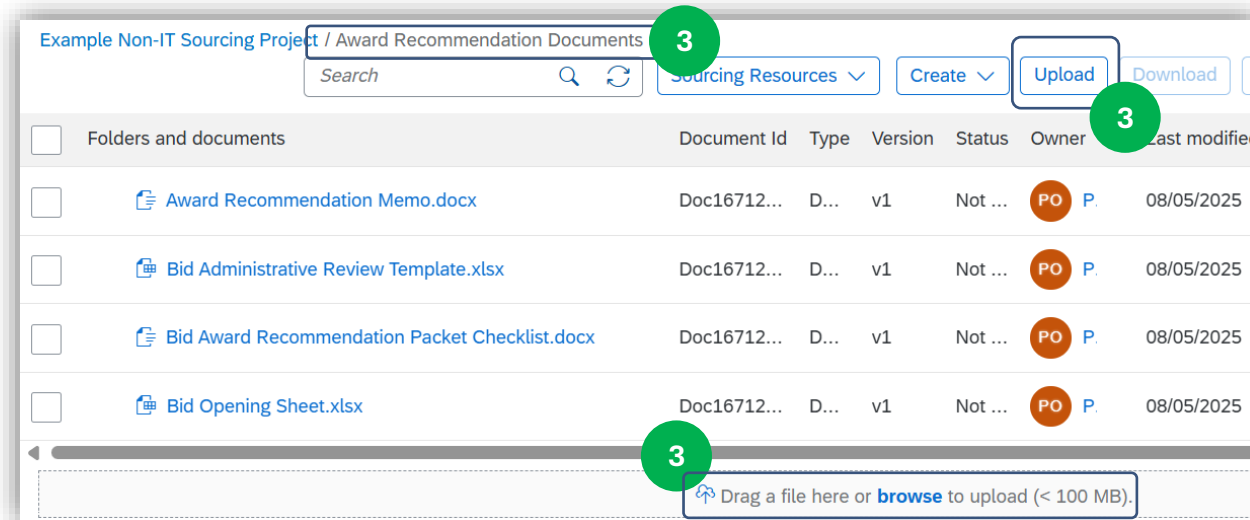 Example Non-IT Sourcing Project / Award Recommendation Documents 3
Search Sourcing Resources Create Upload Download
3
Folders and documents Document Id Type Version Status Owner Last modified
Award Recommendation Memo.docx Doc16712... D... v1 Not ... PO P. 08/05/2025
Bid Administrative Review Template.xlsx Doc16712... D... v1 Not ... PO P. 08/05/2025
Bid Award Recommendation Packet Checklist.docx Doc16712... D... v1 Not ... PO P. 08/05/2025
Bid Opening Sheet.xlsx Doc16712... D... v1 Not ... PO P. 08/05/2025
3
Drag a file here or browse to upload (< 100 MB).